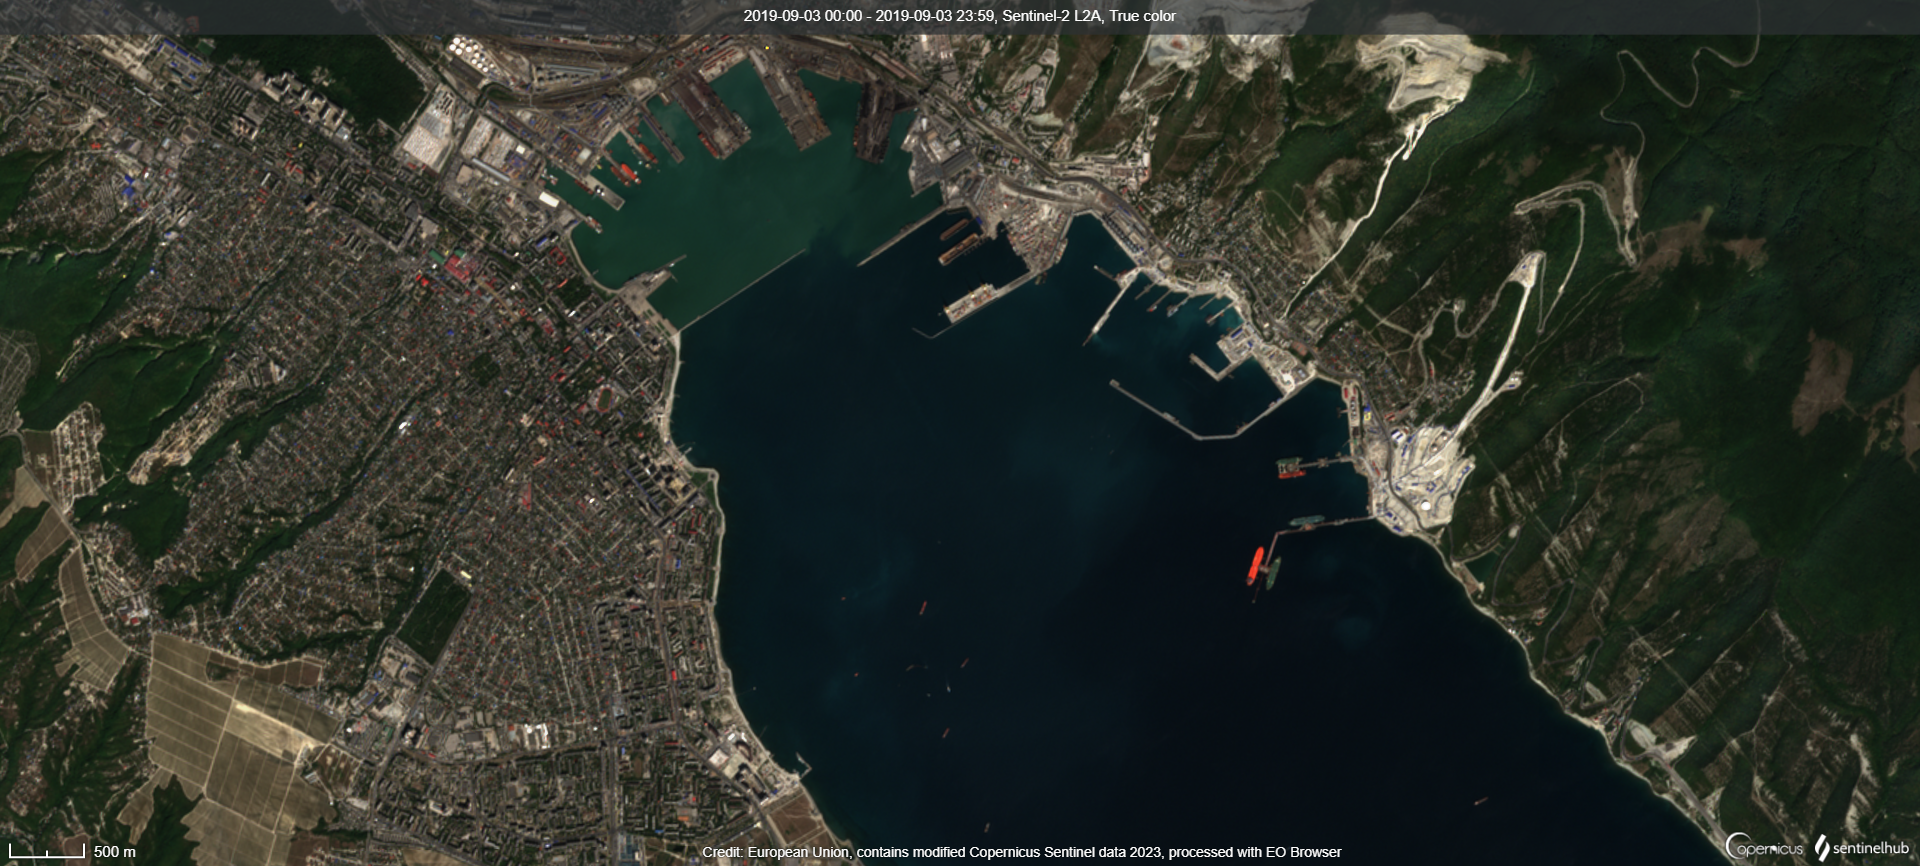 2019-09-03 00:00 - 2019-09-03 23:59, Sentinel-2 L2A, True color
500 m
Credit: European Union, contains modified Copernicus Sentinel data 2023, processed with EO Browser
opernicus
sentinelhub